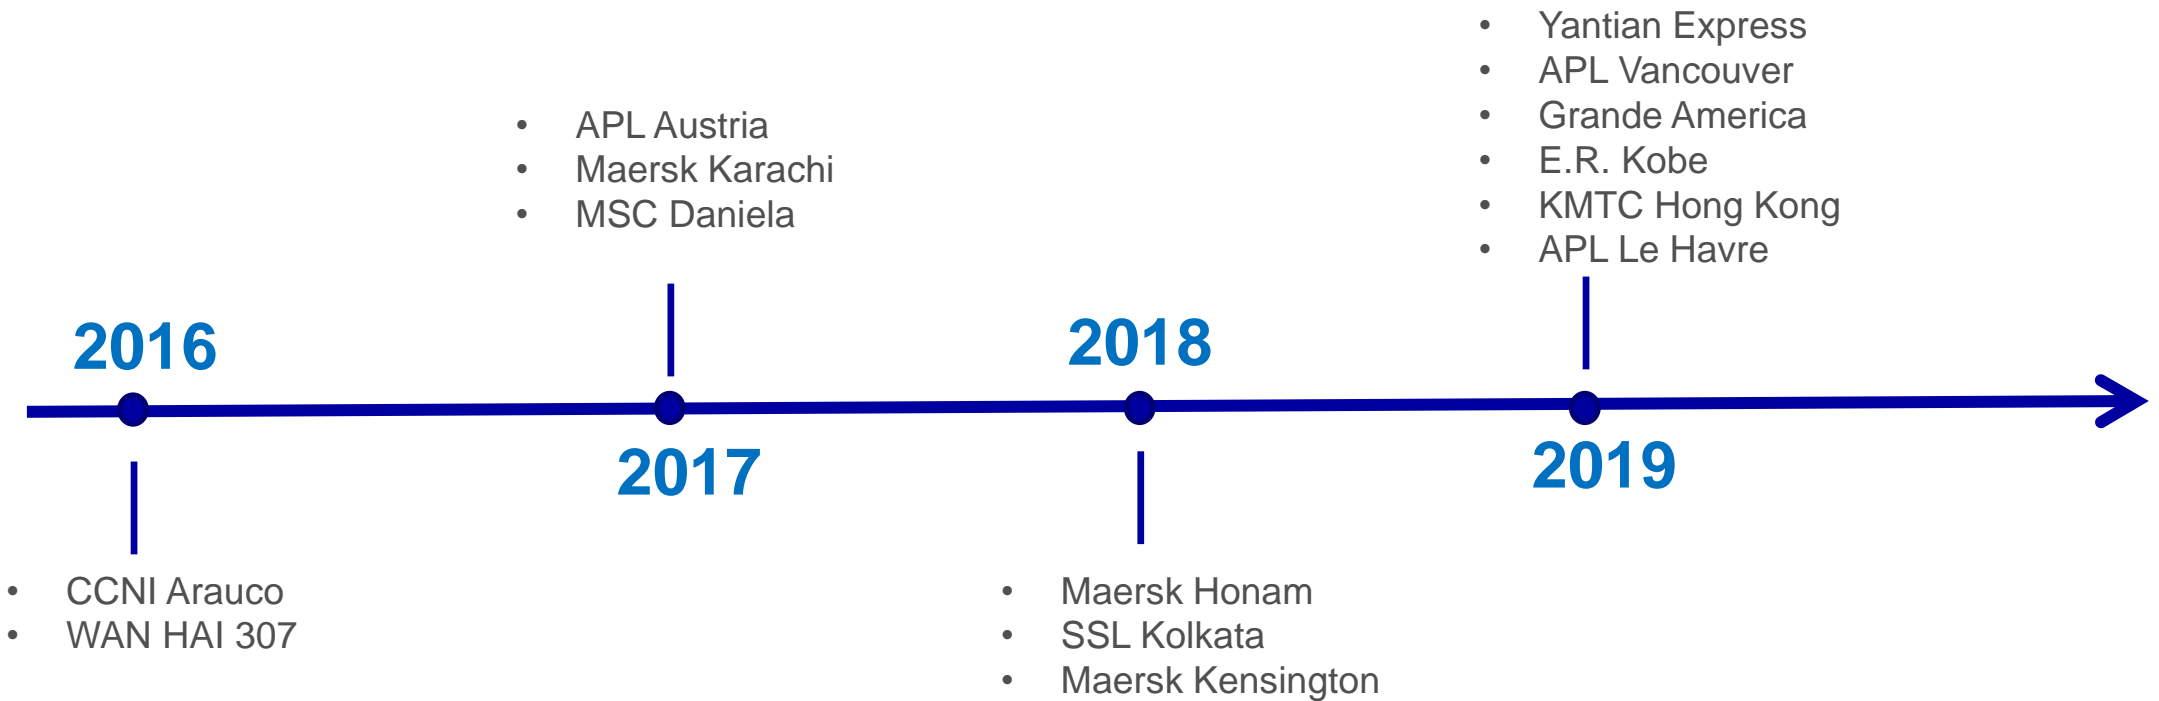 • Yantian Express
• APL Vancouver
• Grande America
• E.R. Kobe
• KMTC Hong Kong
• APL Le Havre
• APL Austria
• Maersk Karachi
• MSC Daniela
2016
2018
2017
2019
• CCNI Arauco
• WAN HAI 307
• Maersk Honam
• SSL Kolkata
• Maersk Kensington